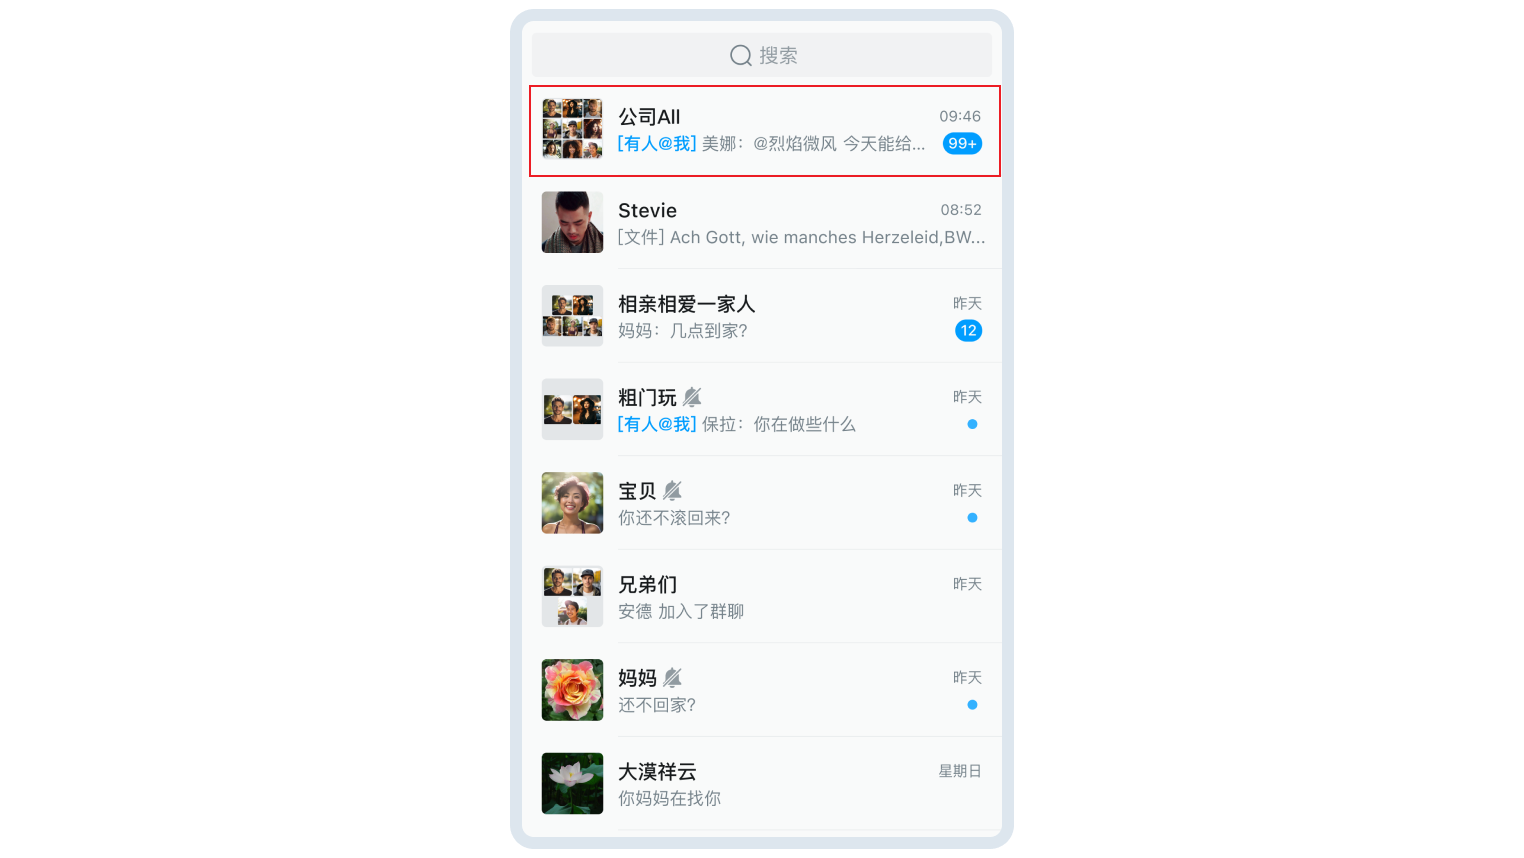 搜索
公司All 09:46
[有人@我] 美娜：@烈焰微风 今天能给... 99+
Stevie 08:52
[文件] Ach Gott, wie manches Herzeleid,BW...
相亲相爱一家人 昨天
妈妈：几点到家? 12
粗门玩 昨天
[有人@我] 保拉：你在做些什么
宝贝 昨天
你还不滚回来?
兄弟们 昨天
安德 加入了群聊
妈妈 昨天
还不回家?
大漠祥云 星期日
你妈妈在找你